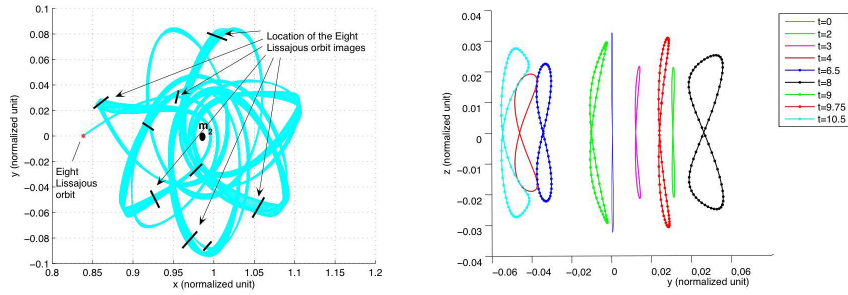 0.1
0.08
0.06
0.04
0.02
0
−0.02
−0.04
−0.06
−0.08
−0.1
y (normalized unit)
Location of the Eight
Lissajous orbit images
m2
Eight
Lissajous
orbit
0.8 0.85 0.9 0.95 1 1.05 1.1 1.15 1.2
x (normalized unit)
0.04
0.03
0.02
0.01
0
−0.01
−0.02
−0.03
−0.04
z (normalized unit)
−0.06 −0.04 0 0,02 0,02 0,06
y (normalized unit)
t=0
t=2
t=3
t=4
t=6.5
t=8
t=9
t=9.75
t=10.5